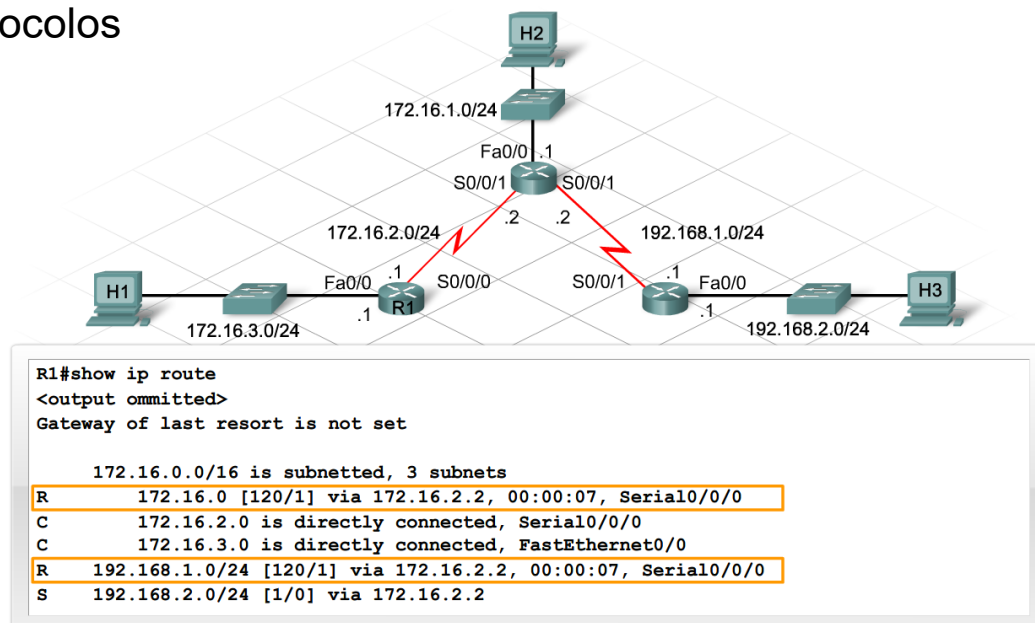 ocolos
H2
172.16.1.0/24
Fa0/0 .1
S0/0/1 S0/0/1
.2 .2
172.16.2.0/24 192.168.1.0/24
H1 Fa0/0 .1 S0/0/0 S0/0/1 .1 Fa0/0 H3
.1 R1 .1
172.16.3.0/24 192.168.2.0/24
R1#show ip route
<output ommitted>
Gateway of last resort is not set
172.16.0.0/16 is subnetted, 3 subnets
R 172.16.0 [120/1] via 172.16.2.2, 00:00:07, Serial0/0/0
C 172.16.2.0 is directly connected, Serial0/0/0
C 172.16.3.0 is directly connected, FastEthernet0/0
R 192.168.1.0/24 [120/1] via 172.16.2.2, 00:00:07, Serial0/0/0
S 192.168.2.0/24 [1/0] via 172.16.2.2